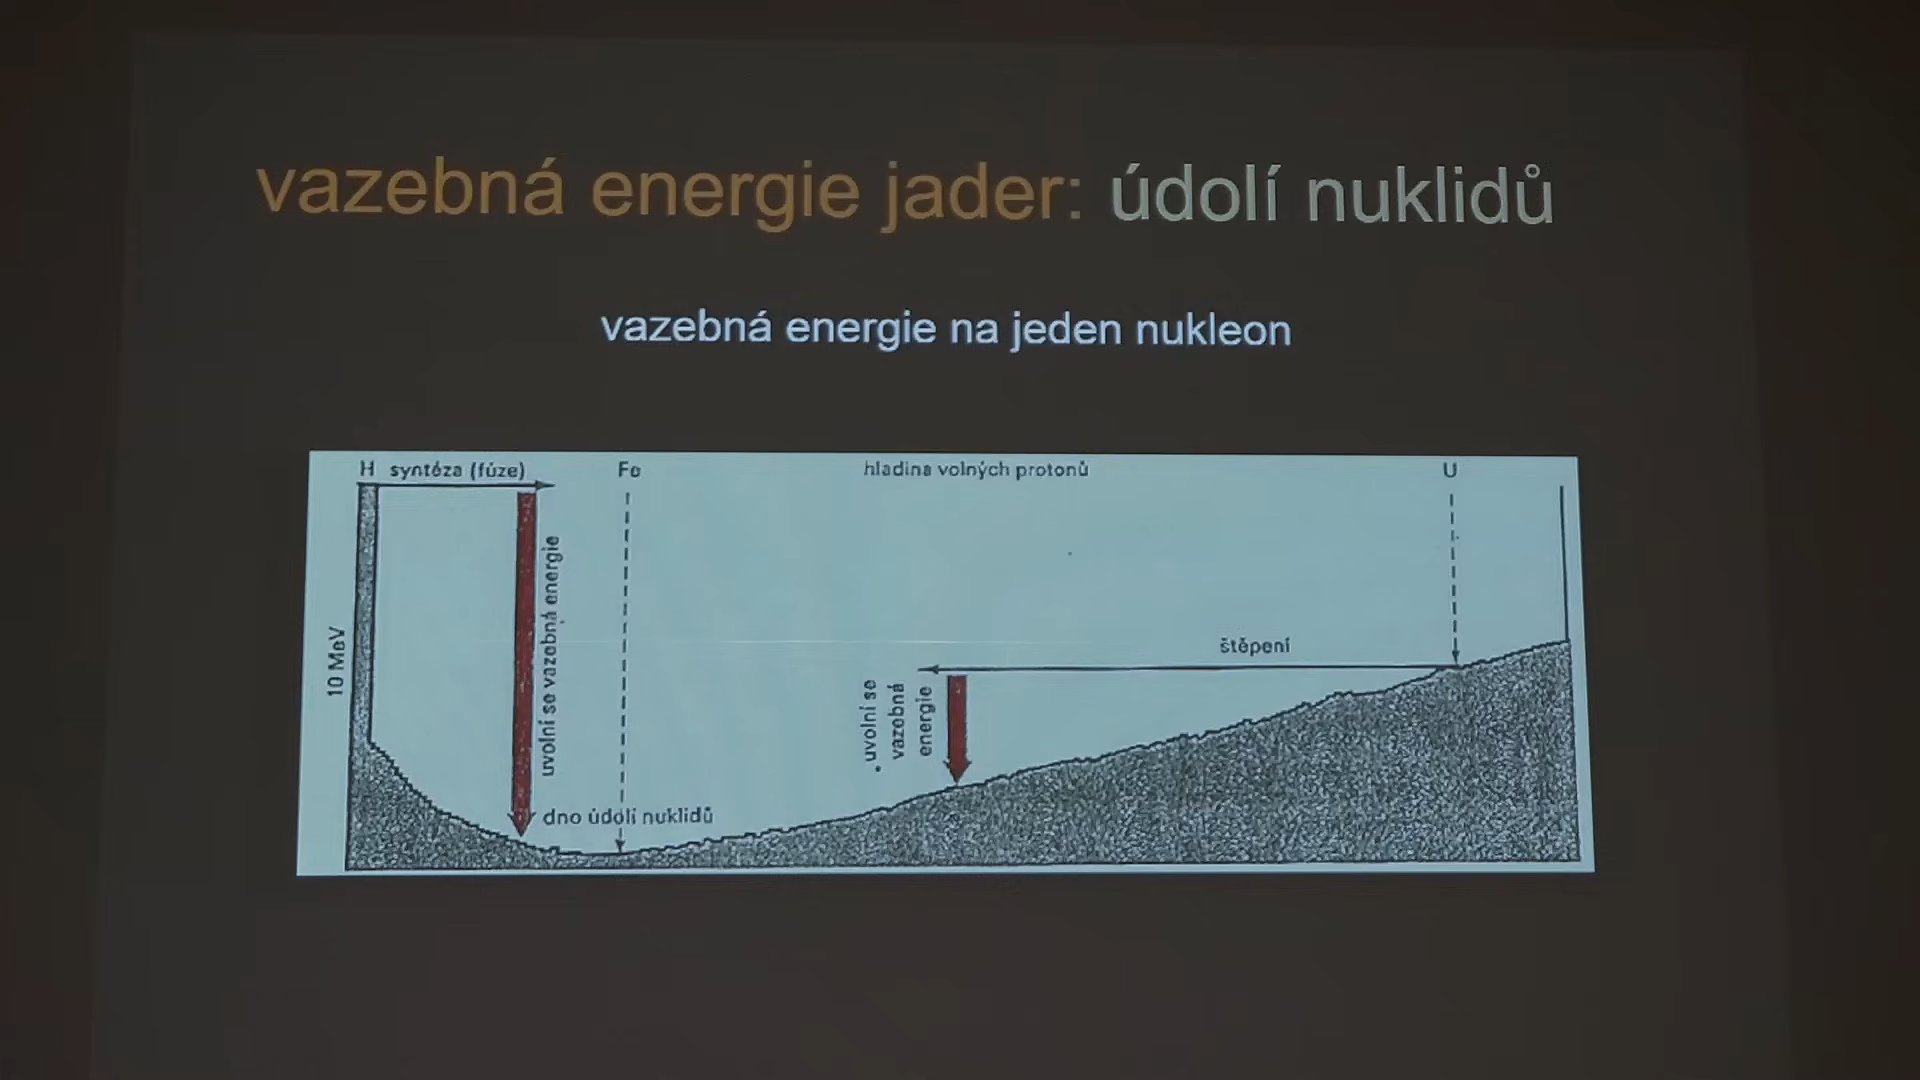 vazebná energie jader: údolí nuklidů
vazebná energie na jeden nukleon
H syntéza (fúze) Fe hladina volných protonů U
10 MeV
uvolní se vazebná energie
dno údolí nuklidů
uvolní se
vazebná
energie
štěpení